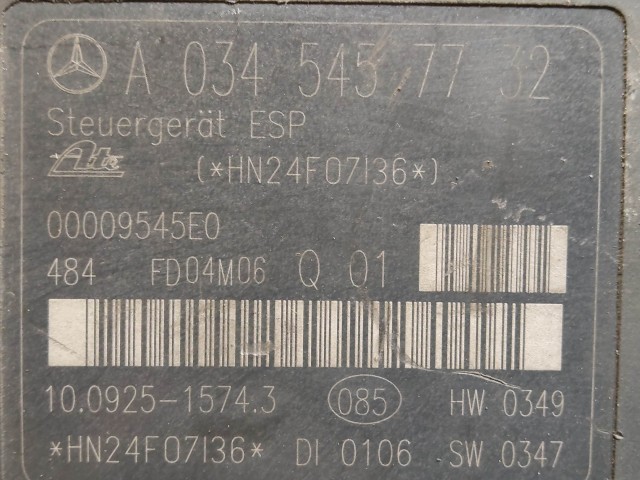 A 034 545 77 32
Steuergerät ESP
Ate (*HN24F07I36*)
00009545E0
484 FD04M06 Q 01
10.0925-1574.3 085 HW 0349
*HN24F07I36* DI 0106 SW 0347